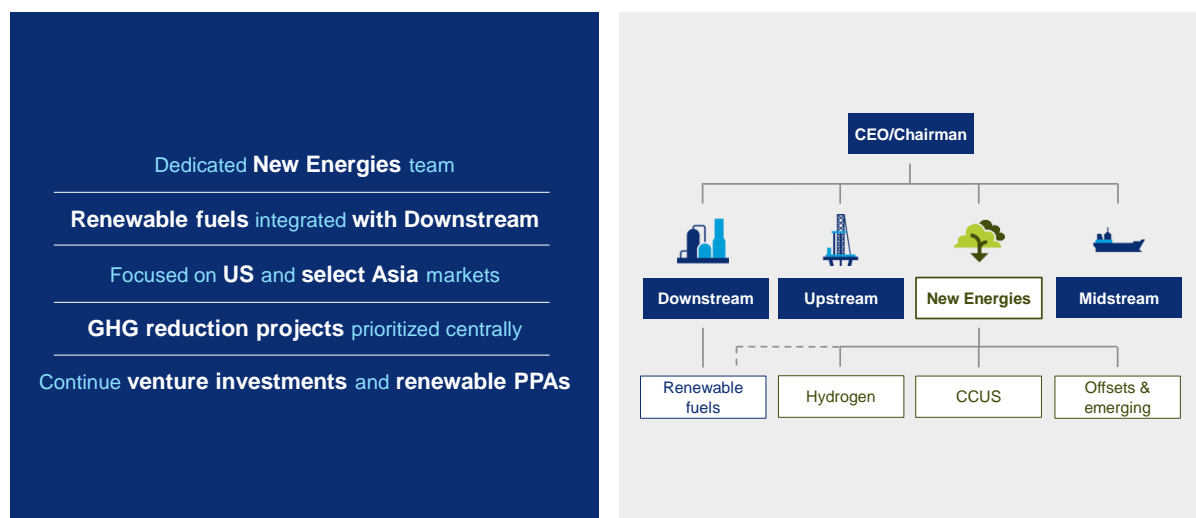 Dedicated New Energies team
Renewable fuels integrated with Downstream
Focused on US and select Asia markets
GHG reduction projects prioritized centrally
Continue venture investments and renewable PPAs
CEO/Chairman
Downstream
Upstream
New Energies
Midstream
Renewable
fuels
Hydrogen
CCUS
Offsets &
emerging